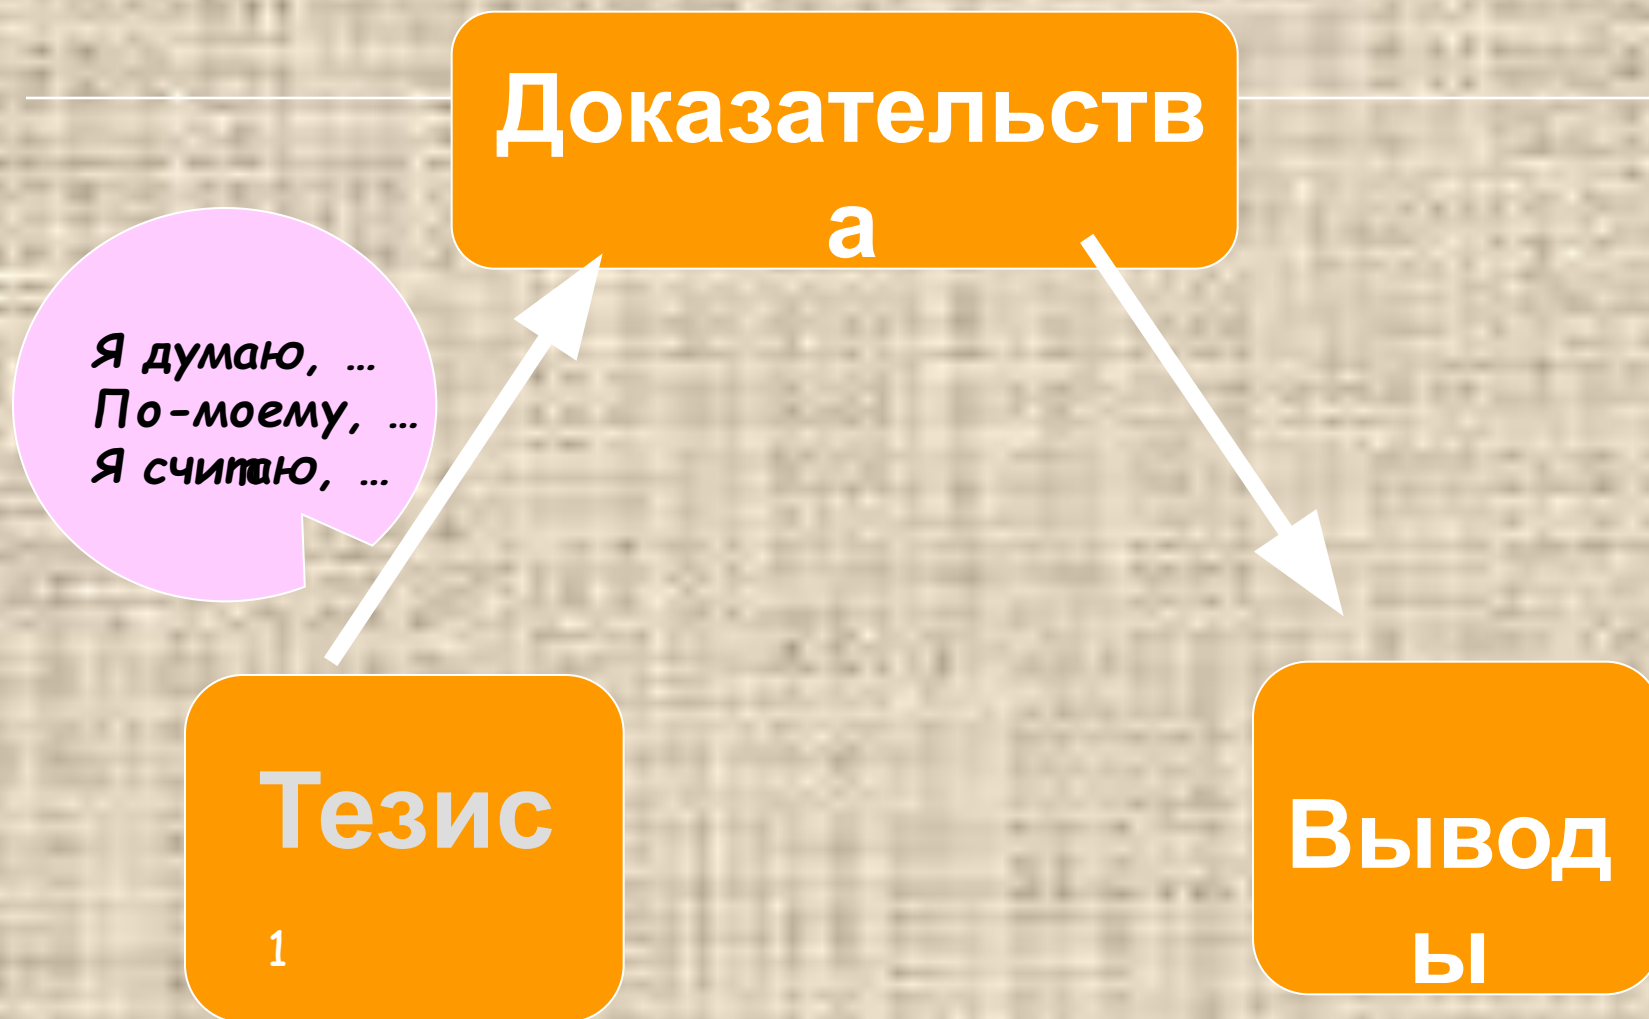 Доказательств
а
Я думаю, ...
По-моему, ...
Я считаю, ...
Тезис
1
Вывод
ы